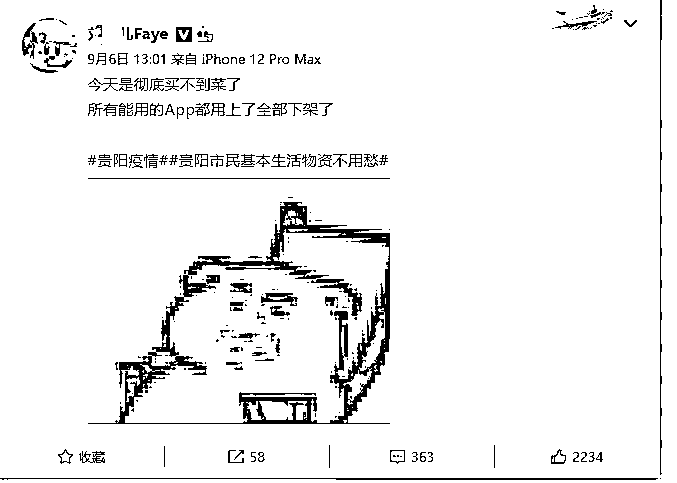 儿Faye
9月6日 13:01 来自 iPhone 12 Pro Max
今天是彻底买不到菜了
所有能用的App都用上了全部下架了
#贵阳疫情##贵阳市民基本生活物资不用愁#
收藏
58
363
2234